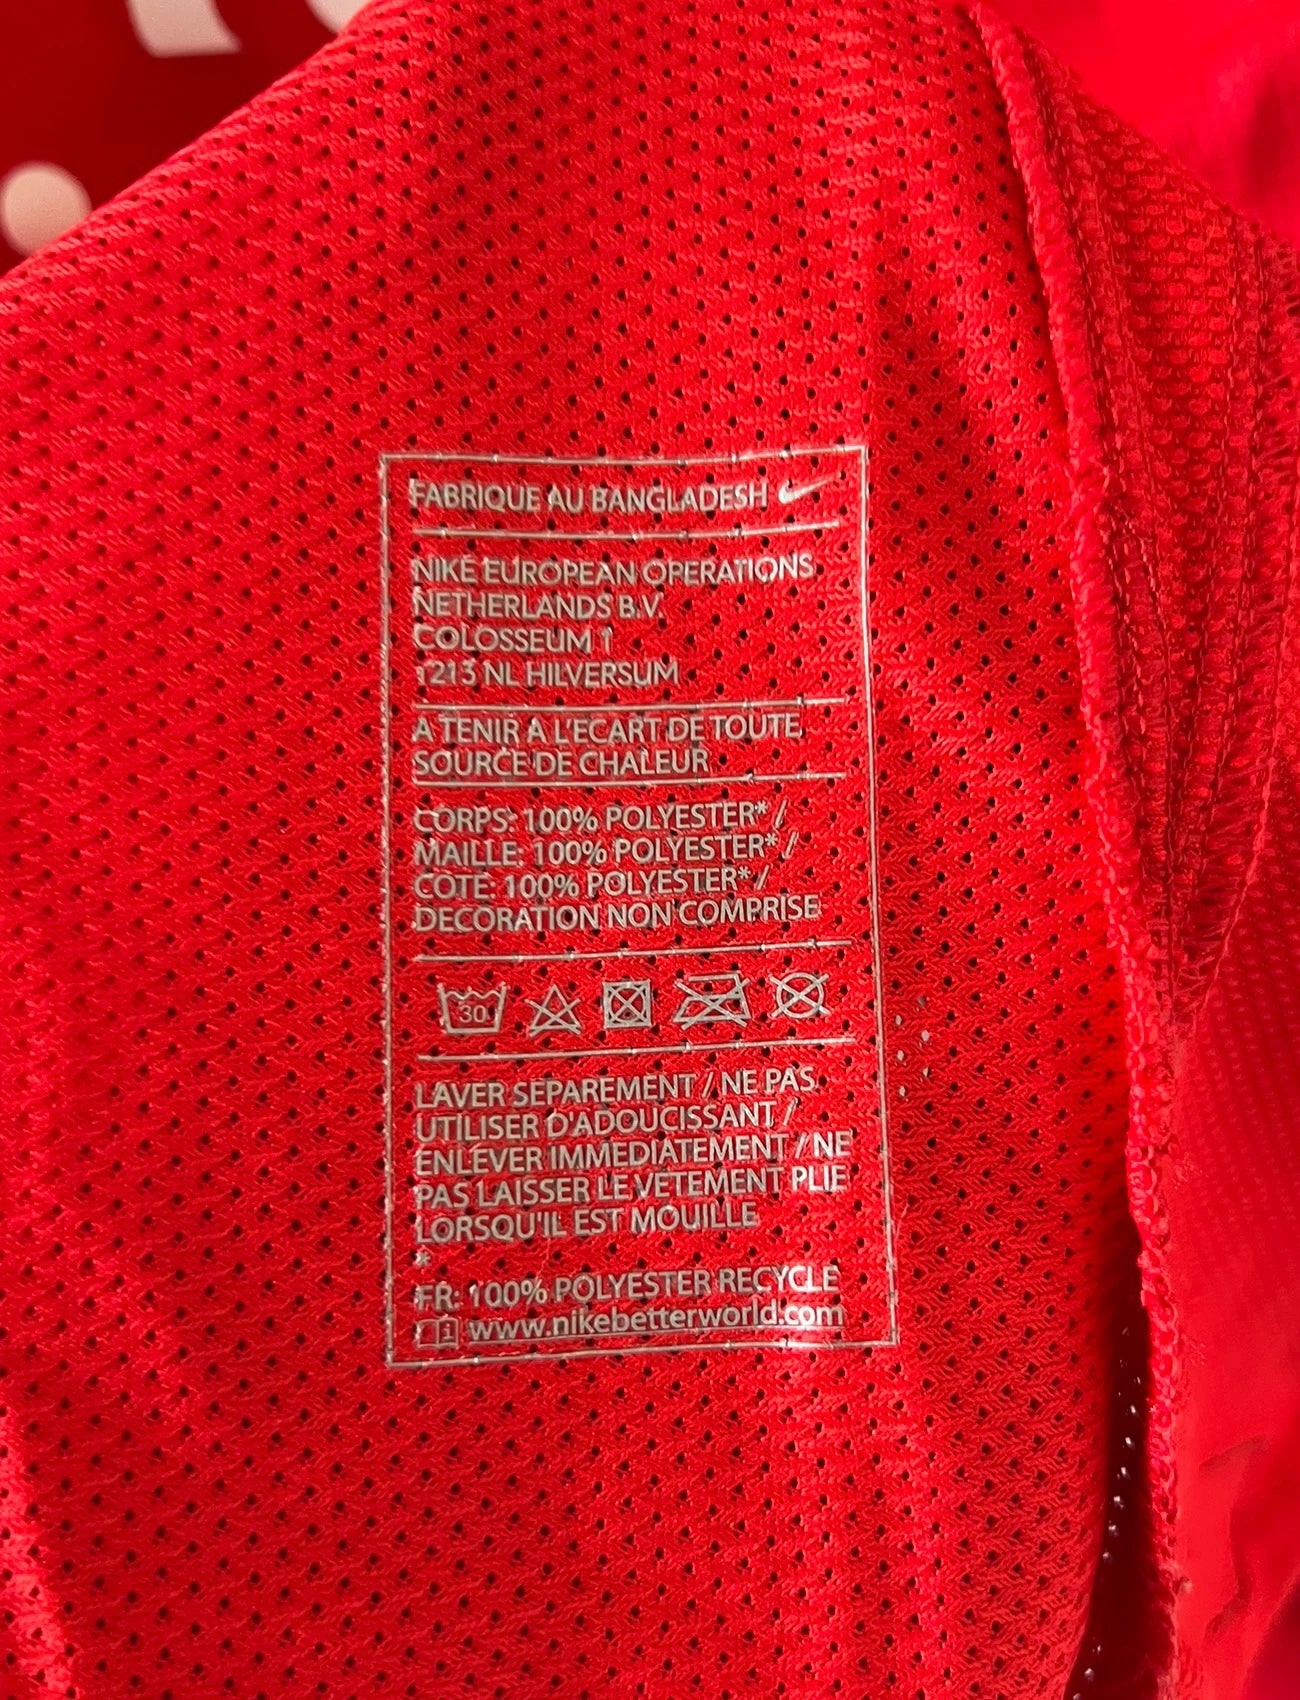 FABRIQUE AU BANGLADESH
NIKE EUROPEAN OPERATIONS
NETHERLANDS B.V.
COLOSSEUM 1
1213 NL HILVERSUM
A TENIR A L'ECART DE TOUTE
SOURCE DE CHALEUR
CORPS: 100% POLYESTER* /
MAILLE: 100% POLYESTER* /
COTE: 100% POLYESTER* /
DECORATION NON COMPRISE
30
LAVER SEPAREMENT / NE PAS
UTILISER D'ADOUCISSANT /
ENLEVER IMMEDIATEMENT / NE
PAS LAISSER LE VETEMENT PLIE
LORSQU'IL EST MOUILLE
*
FR: 100% POLYESTER RECYCLE
i www.nikebetterworld.com